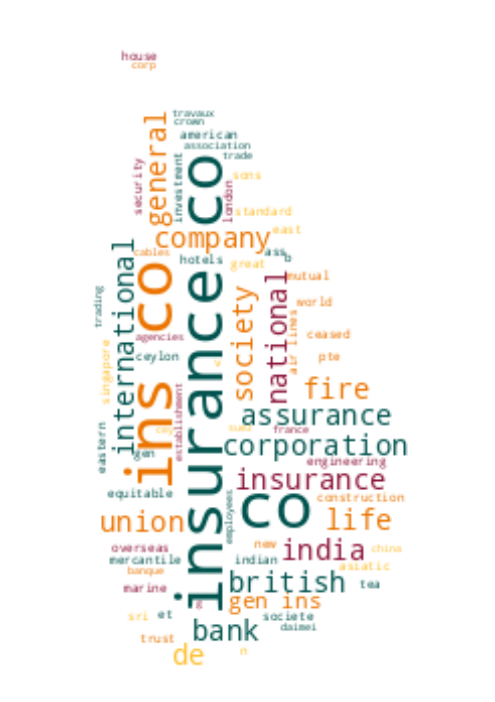 house
corp
travaux
crown
american
association
trade
general
investment
security
insurance co
london
sons
standard
east
company
ass
hotels
great
cables
ins co
international
mutual
national
society
trading
world
air lines
agencies
ceased
ceylon
pte
singapore
fire
establishment
assurance
france
eastern
corporation
gen
engineering
insurance
equitable
employees
co
construction
union
life
overseas
new
india
china
mercantile
indian
asiatic
banque
british
tea
marine
gen ins
sri
et
societe
bank
daimei
trust
de
n